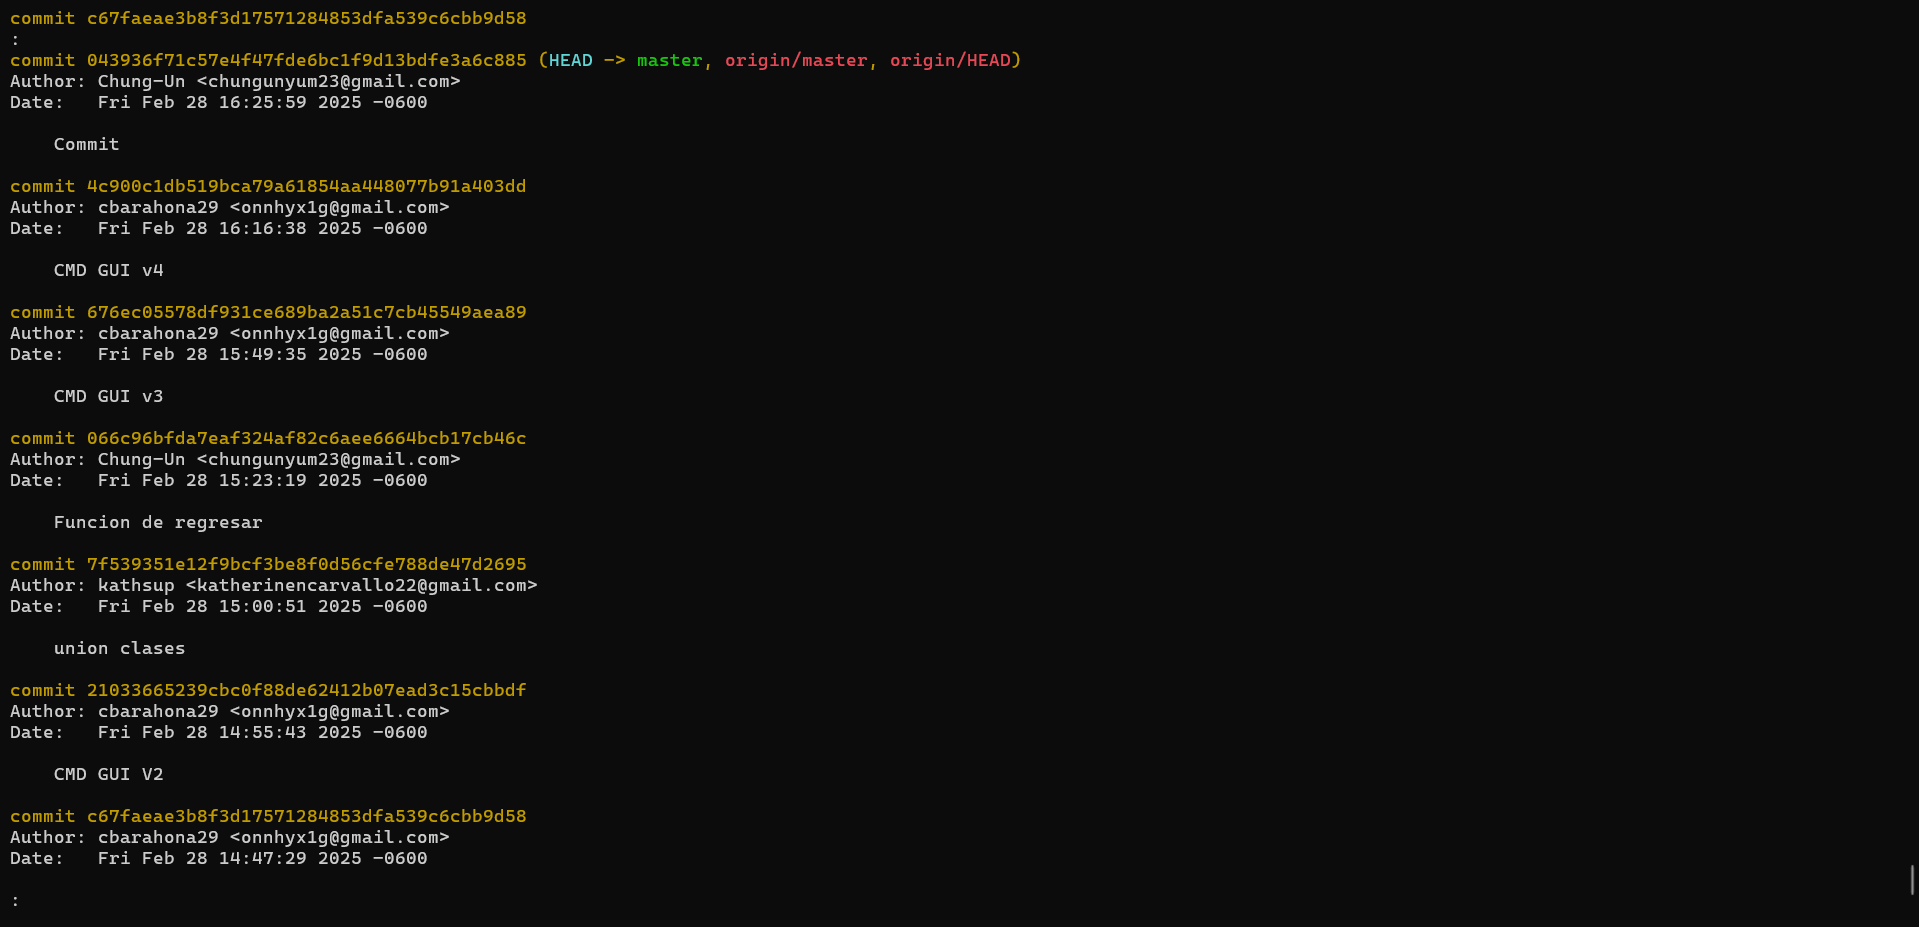 commit c67faeae3b8f3d17571284853dfa539c6cbb9d58
:
commit 043936f71c57e4f47fde6bc1f9d13bdfe3a6c885 (HEAD -> master, origin/master, origin/HEAD)
Author: Chung-Un <chungunyum23@gmail.com>
Date:   Fri Feb 28 16:25:59 2025 -0600

    Commit

commit 4c900c1db519bca79a61854aa448077b91a403dd
Author: cbarahona29 <onnhyx1g@gmail.com>
Date:   Fri Feb 28 16:16:38 2025 -0600

    CMD GUI v4

commit 676ec05578df931ce689ba2a51c7cb45549aea89
Author: cbarahona29 <onnhyx1g@gmail.com>
Date:   Fri Feb 28 15:49:35 2025 -0600

    CMD GUI v3

commit 066c96bfda7eaf324af82c6aee6664bcb17cb46c
Author: Chung-Un <chungunyum23@gmail.com>
Date:   Fri Feb 28 15:23:19 2025 -0600

    Funcion de regresar

commit 7f539351e12f9bcf3be8f0d56cfe788de47d2695
Author: kathsup <katherinencarvallo22@gmail.com>
Date:   Fri Feb 28 15:00:51 2025 -0600

    union clases

commit 21033665239cbc0f88de62412b07ead3c15cbbdf
Author: cbarahona29 <onnhyx1g@gmail.com>
Date:   Fri Feb 28 14:55:43 2025 -0600

    CMD GUI V2

commit c67faeae3b8f3d17571284853dfa539c6cbb9d58
Author: cbarahona29 <onnhyx1g@gmail.com>
Date:   Fri Feb 28 14:47:29 2025 -0600

: